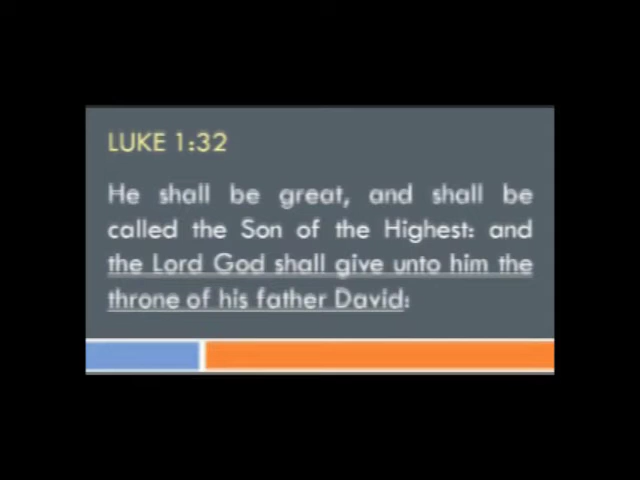 LUKE 1:32
He shall be great, and shall be
called the Son of the Highest: and
the Lord God shall give unto him the
throne of his father David: